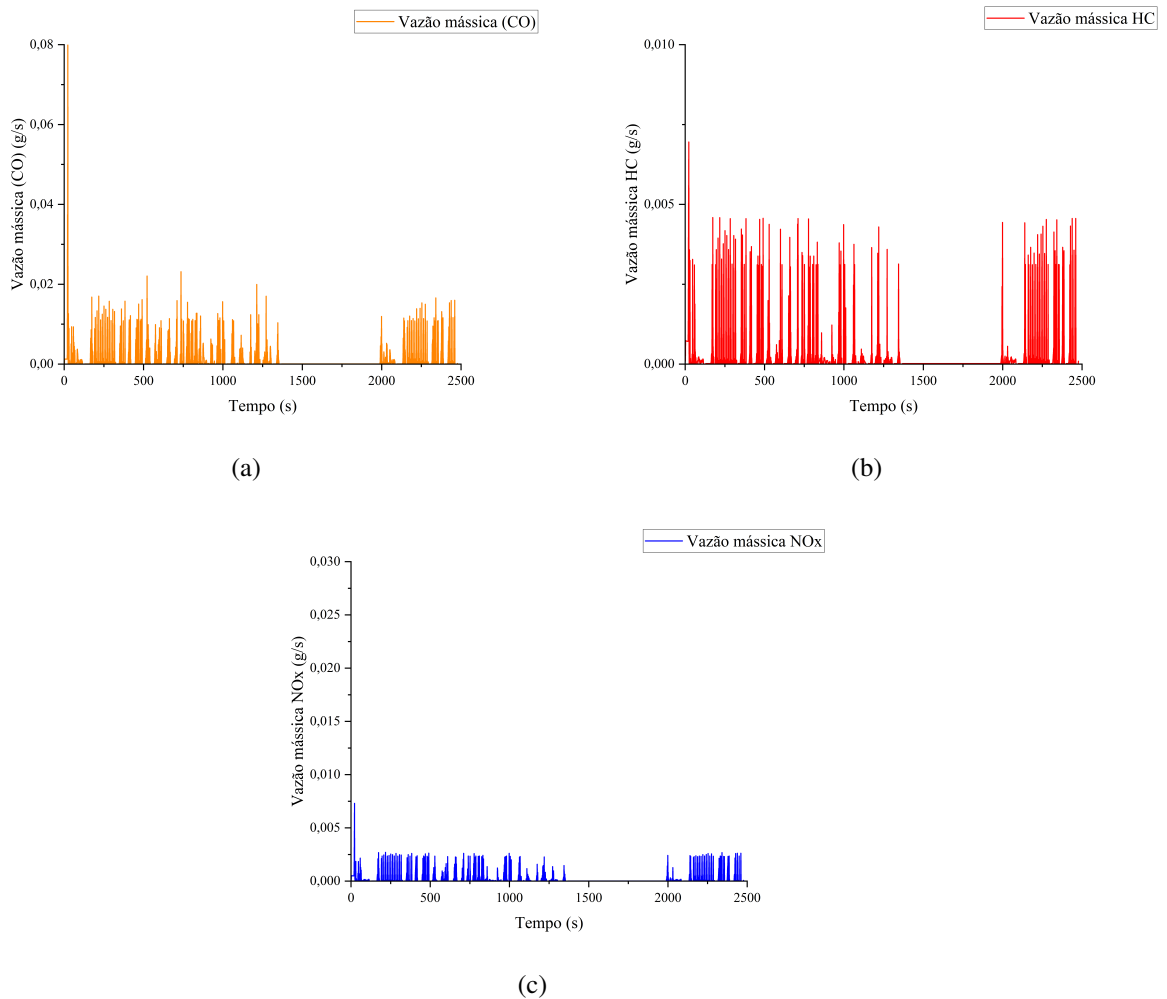 Vazão mássica (CO)
0,08
0,06
0,04
0,02
0,00
Vazão mássica (CO) (g/s)
0 500 1000 1500 2000 2500
Tempo (s)
(a)
Vazão mássica HC
0,010
0,005
0,000
Vazão mássica HC (g/s)
0 500 1000 1500 2000 2500
Tempo (s)
(b)
Vazão mássica NOx
0,030
0,025
0,020
0,015
0,010
0,005
0,000
Vazão mássica NOx (g/s)
0 500 1000 1500 2000 2500
Tempo (s)
(c)